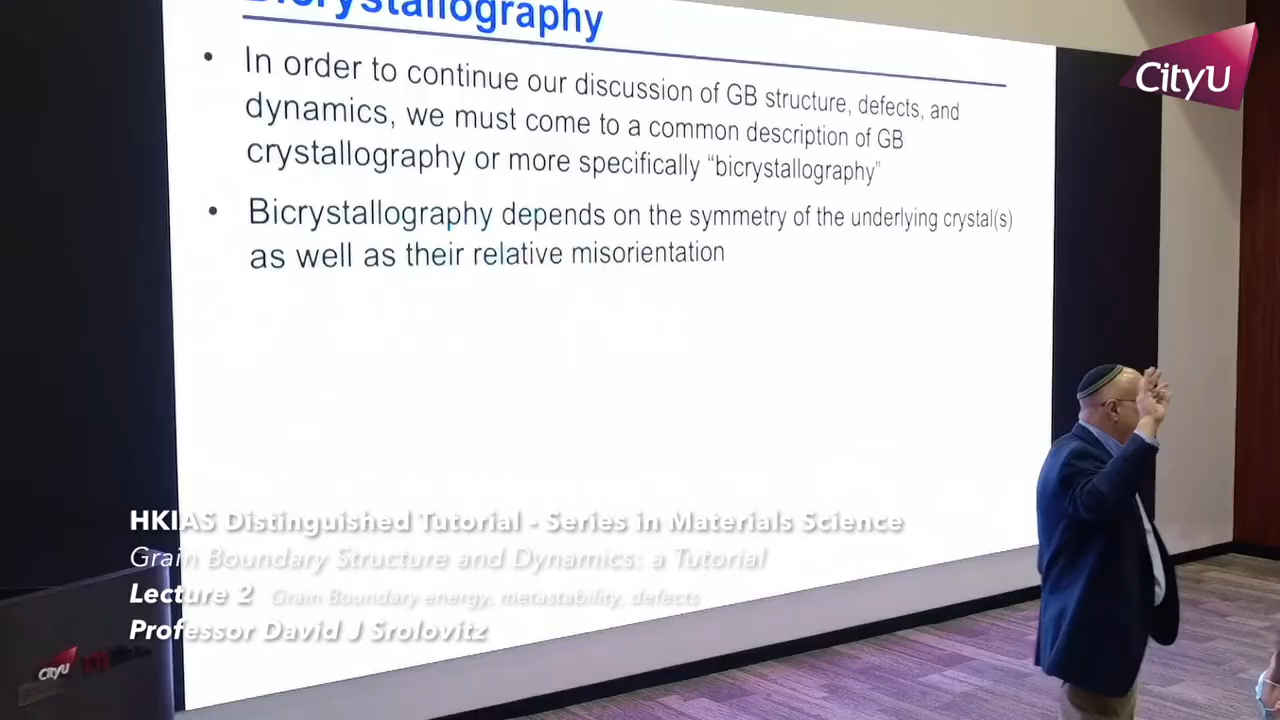 Bicrystallography
CityU
• In order to continue our discussion of GB structure, defects, and
dynamics, we must come to a common description of GB
crystallography or more specifically “bicrystallography”
• Bicrystallography depends on the symmetry of the underlying crystal(s)
as well as their relative misorientation
HKIAS Distinguished Tutorial - Series in Materials Science
Grain Boundary Structure and Dynamics: a Tutorial
Lecture 2 Grain Boundary energy, metastability, defects
Professor David J Srolovitz
CityU